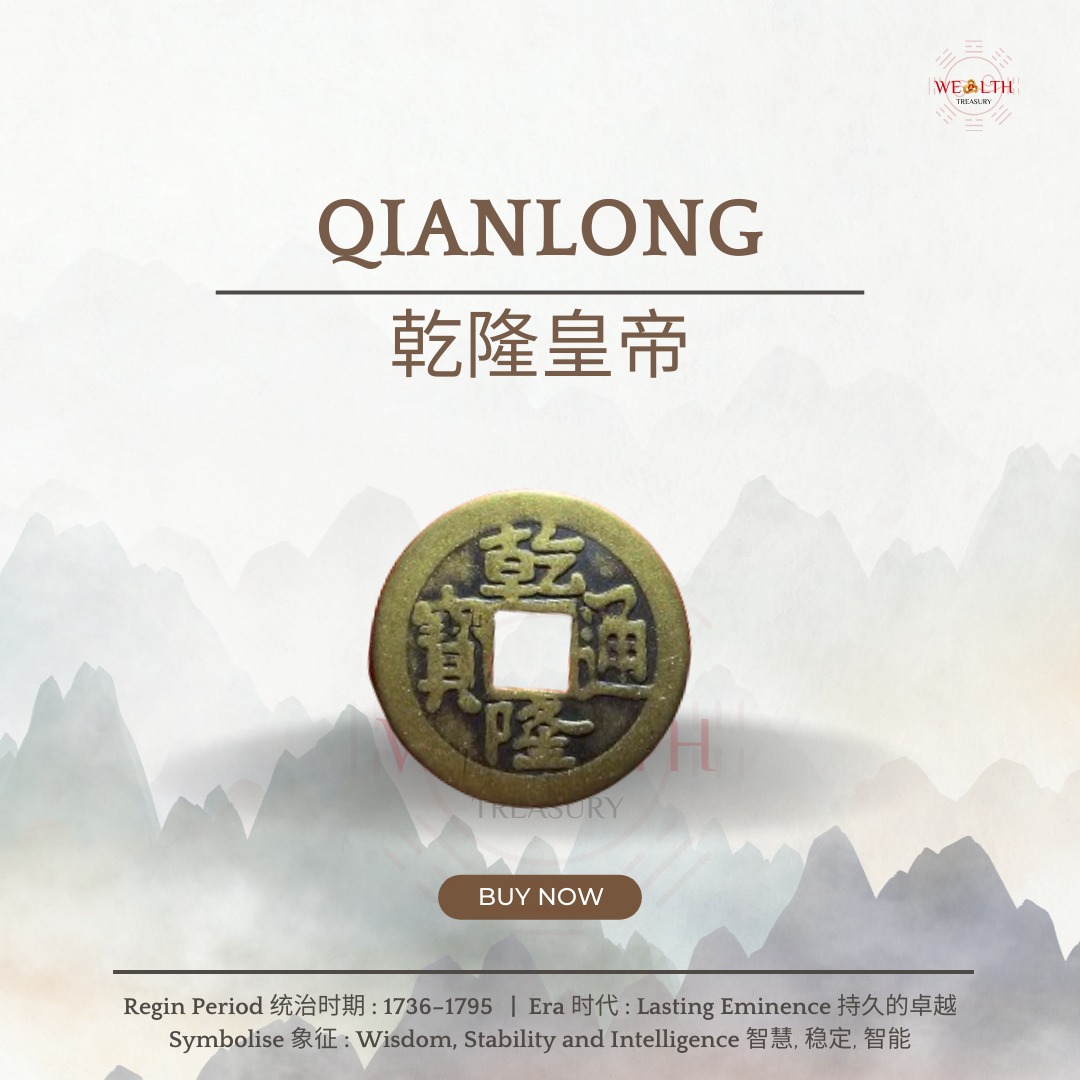 WEALTH
TREASURY
QIANLONG
乾隆皇帝
乾
寶 通
隆
W TH
TREASURY
BUY NOW
Regin Period 统治时期 : 1736–1795 | Era 时代 : Lasting Eminence 持久的卓越
Symbolise 象征 : Wisdom, Stability and Intelligence 智慧, 稳定, 智能